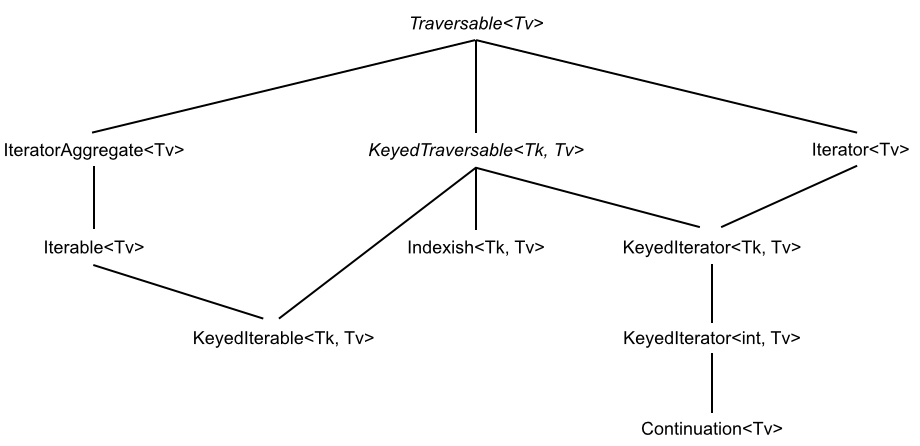 Traversable<Tv>
IteratorAggregate<Tv>
KeyedTraversable<Tk, Tv>
Iterator<Tv>
Iterable<Tv>
Indexish<Tk, Tv>
KeyedIterator<Tk, Tv>
KeyedIterable<Tk, Tv>
KeyedIterator<int, Tv>
Continuation<Tv>